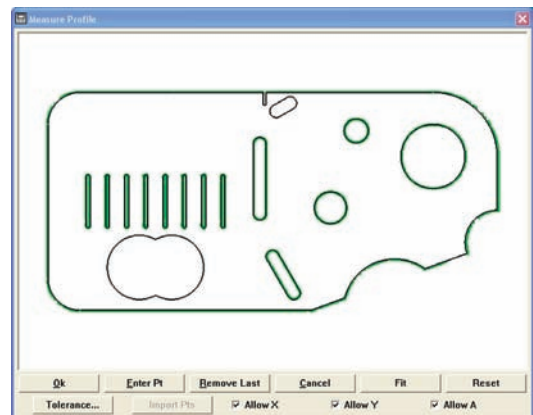 Measure Profile
Ok Enter Pt Remove Last Cancel Fit Reset
Tolerance... Import Pts Allow X Allow Y Allow A